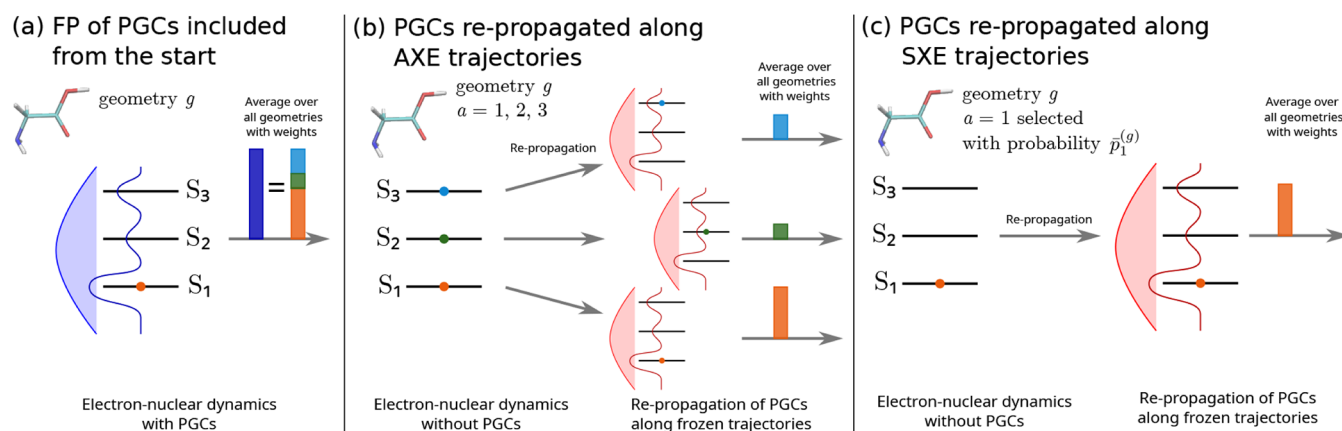 (a) FP of PGCs included
from the start
geometry g
Average over
all geometries
with weights
S₃
=
S₂
S₁
Electron-nuclear dynamics
with PGCs
(b) PGCs re-propagated along
AXE trajectories
geometry g
a = 1, 2, 3
Re-propagation
S₃
S₂
S₁
Average over
all geometries
with weights
Electron-nuclear dynamics
without PGCs
Re-propagation of PGCs
along frozen trajectories
(c) PGCs re-propagated along
SXE trajectories
geometry g
a = 1 selected
with probability p̄₁⁽ᵍ⁾
Average over
all geometries
with weights
S₃
S₂
S₁
Re-propagation
Electron-nuclear dynamics
without PGCs
Re-propagation of PGCs
along frozen trajectories